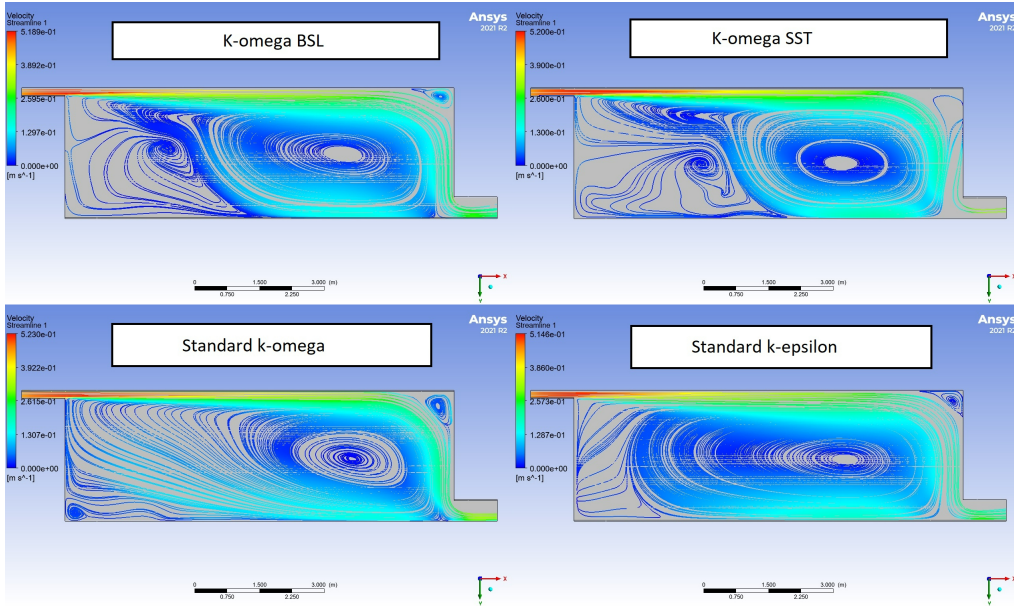 Velocity
Streamline 1
5.189e-01
3.892e-01
2.595e-01
1.297e-01
0.000e+00
[m s^-1]
K-omega BSL
Ansys
2021 R2
0 1.500 3.000 (m)
0.750 2.250
X
Y
Velocity
Streamline 1
5.200e-01
3.900e-01
2.600e-01
1.300e-01
0.000e+00
[m s^-1]
K-omega SST
Ansys
2021 R2
0 1.500 3.000 (m)
0.750 2.250
X
Y
Velocity
Streamline 1
5.230e-01
3.922e-01
2.615e-01
1.307e-01
0.000e+00
[m s^-1]
Standard k-omega
Ansys
2021 R2
0 1.500 3.000 (m)
0.750 2.250
X
Y
Velocity
Streamline 1
5.146e-01
3.860e-01
2.573e-01
1.287e-01
0.000e+00
[m s^-1]
Standard k-epsilon
Ansys
2021 R2
0 1.500 3.000 (m)
0.750 2.250
X
Y